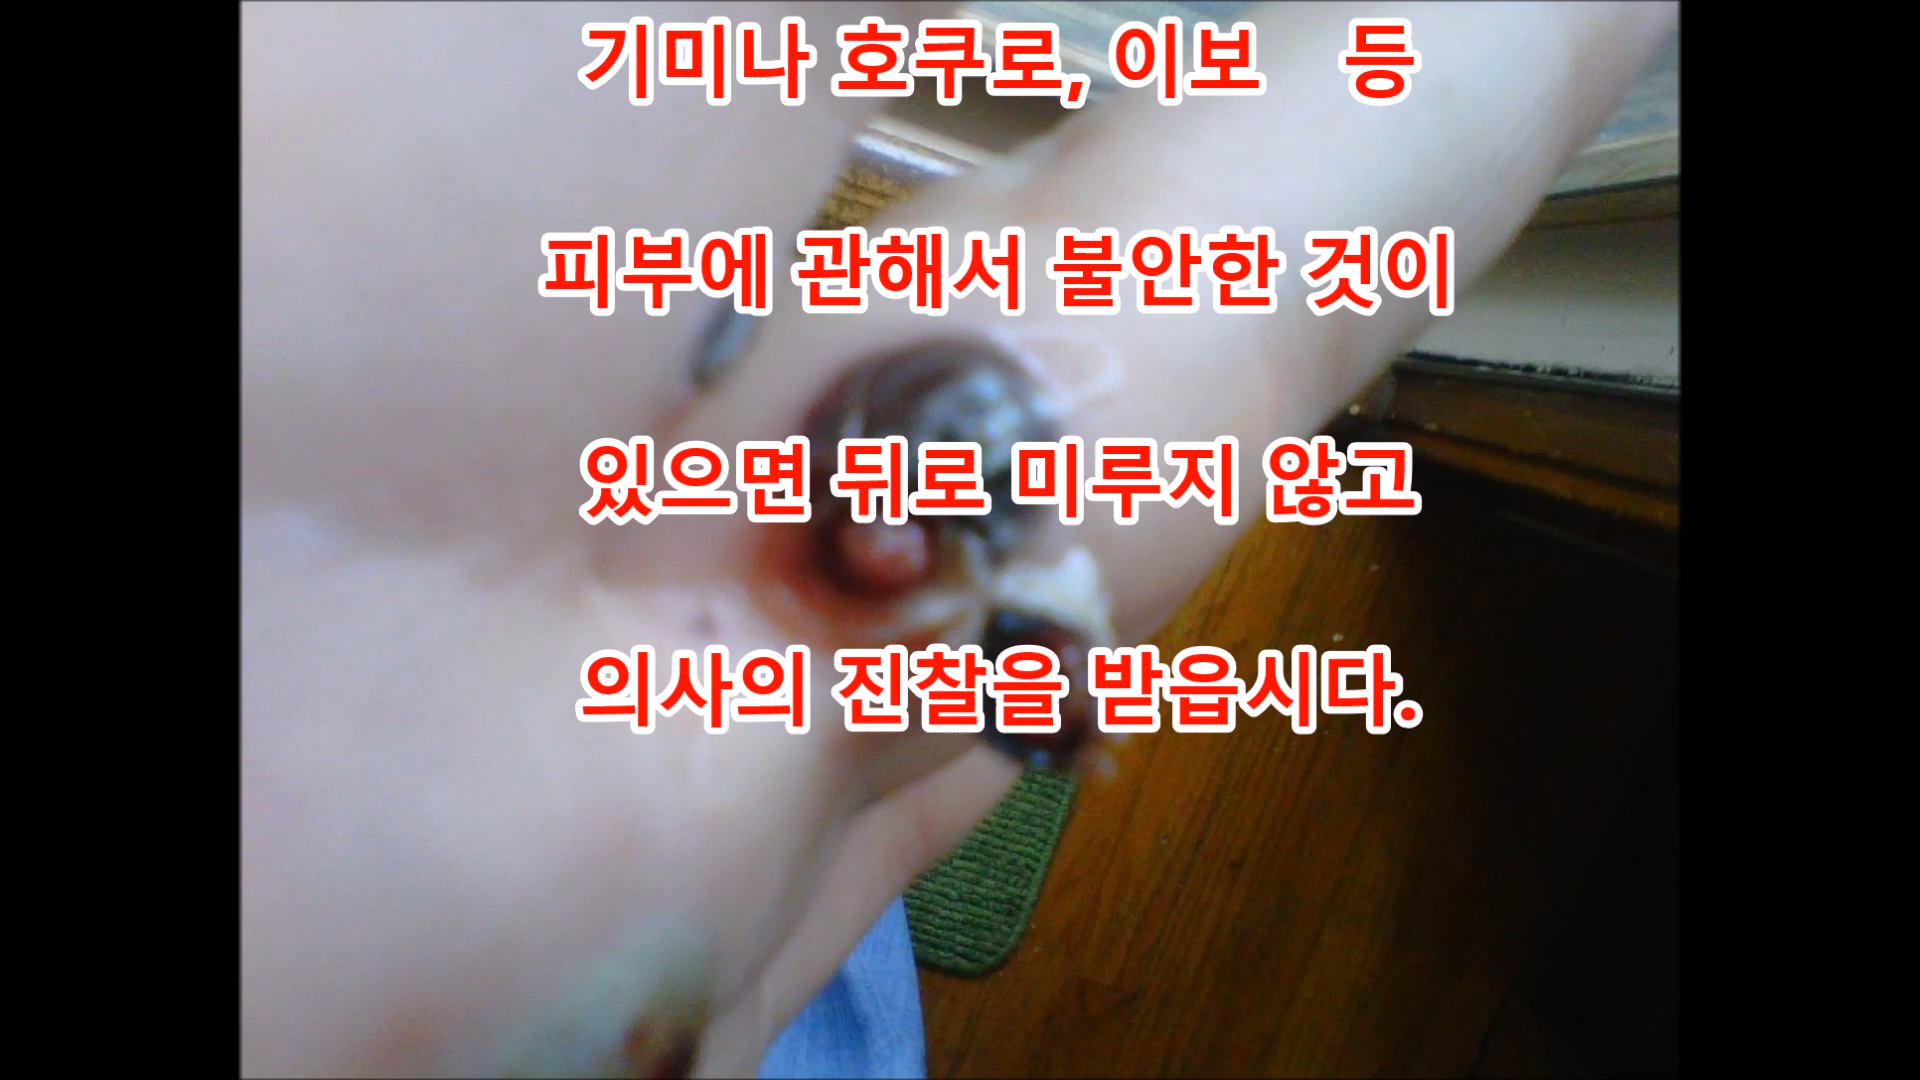 기미나 호쿠로, 이보 등
피부에 관해서 불안한 것이
있으면 뒤로 미루지 않고
의사의 진찰을 받읍시다.